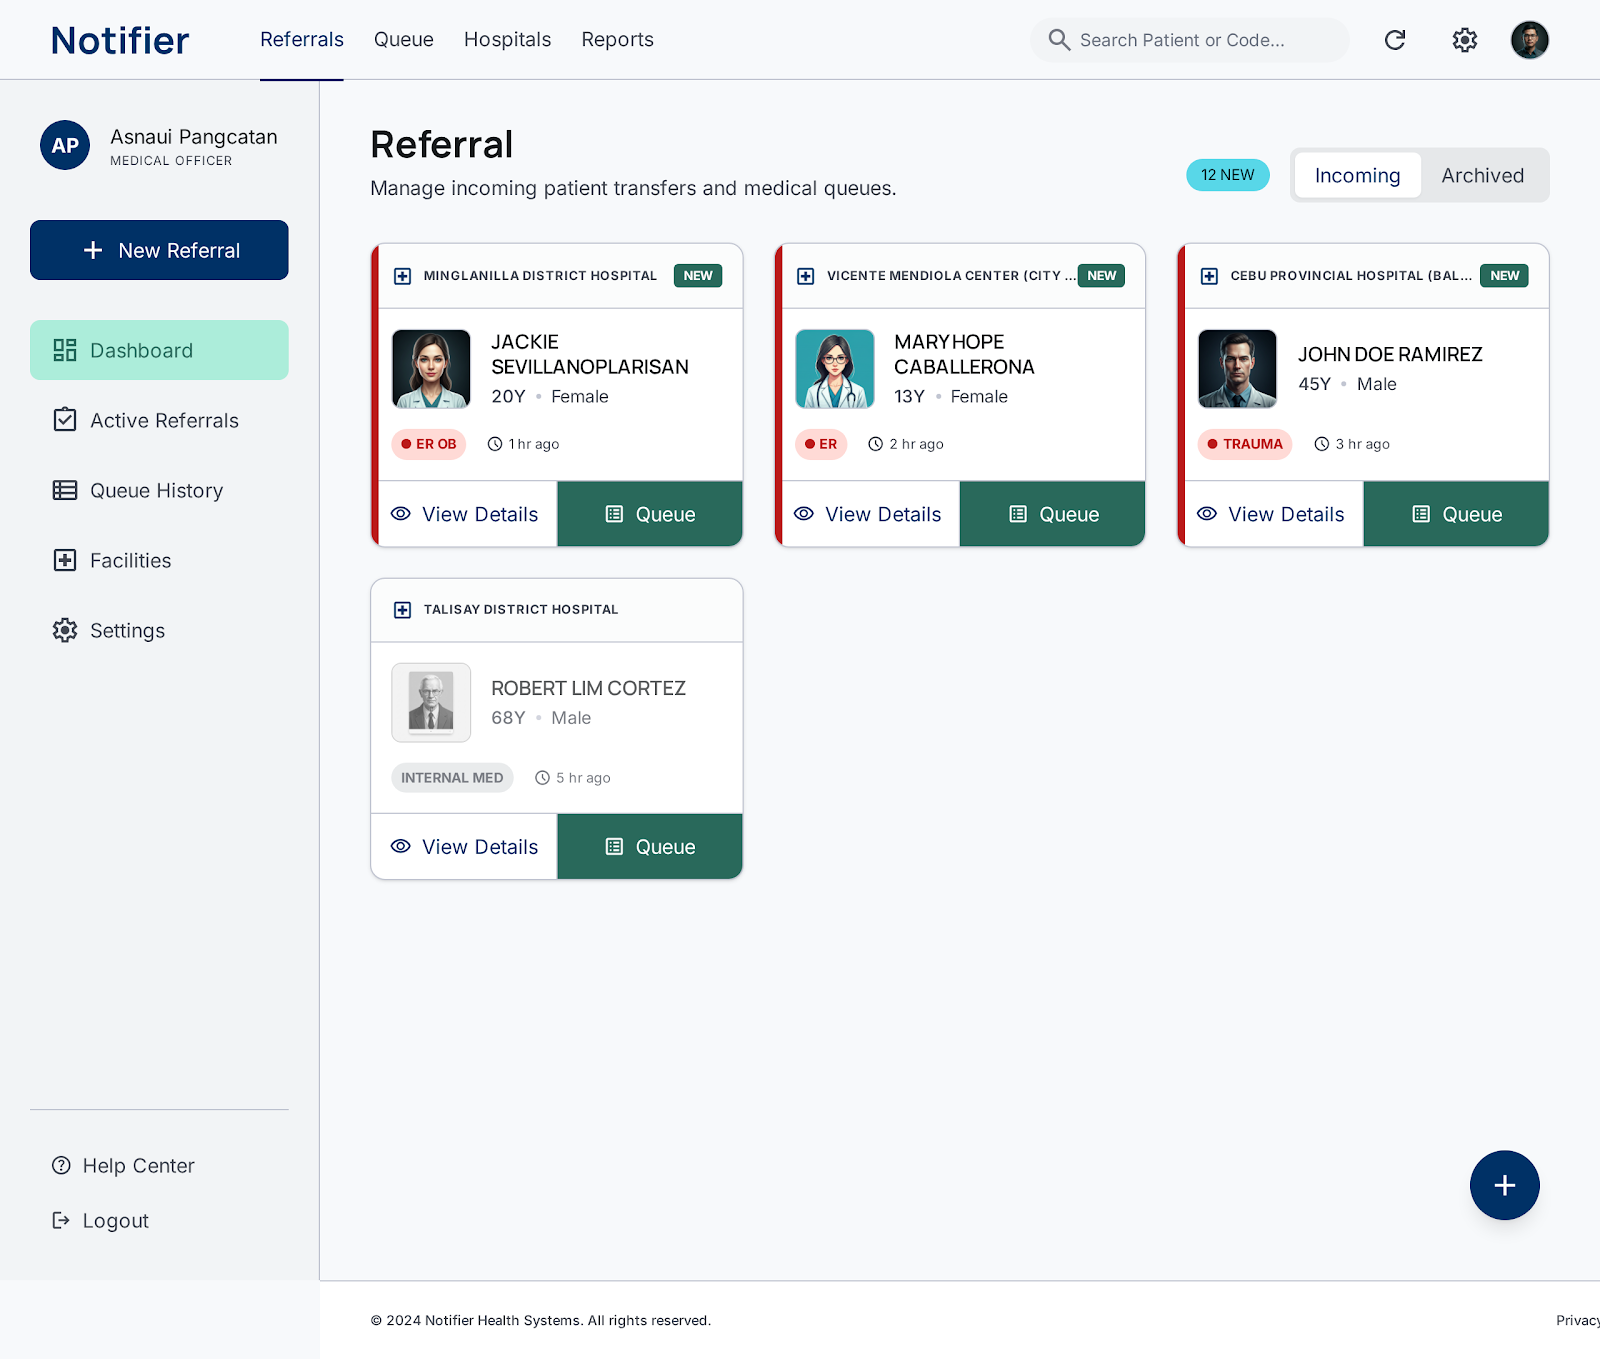 Notifier
Referrals
Queue
Hospitals
Reports
Search Patient or Code...
AP
Asnaui Pangcatan
MEDICAL OFFICER
New Referral
Dashboard
Active Referrals
Queue History
Facilities
Settings
Help Center
Logout
Referral
Manage incoming patient transfers and medical queues.
12 NEW
Incoming
Archived
MINGLANILLA DISTRICT HOSPITAL
NEW
JACKIE
SEVILLANOPLARISAN
20Y • Female
ER OB
1 hr ago
View Details
Queue
VICENTE MENDIOLA CENTER (CITY ...
NEW
MARYHOPE
CABALLERONA
13Y • Female
ER
2 hr ago
View Details
Queue
CEBU PROVINCIAL HOSPITAL (BAL...
NEW
JOHN DOE RAMIREZ
45Y • Male
TRAUMA
3 hr ago
View Details
Queue
TALISAY DISTRICT HOSPITAL
ROBERT LIM CORTEZ
68Y • Male
INTERNAL MED
5 hr ago
View Details
Queue
© 2024 Notifier Health Systems. All rights reserved.
Privacy